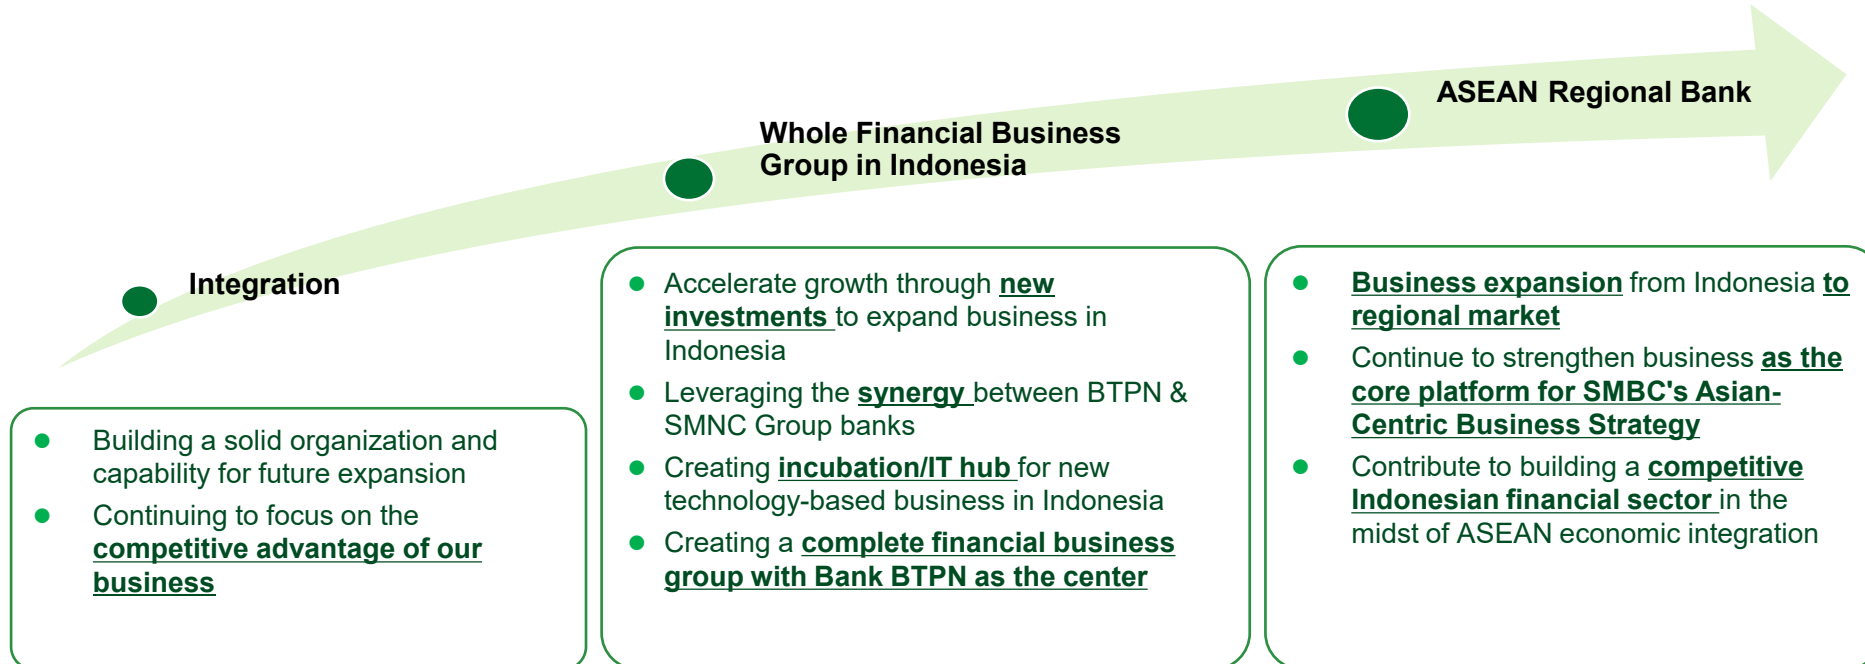 ASEAN Regional Bank
Whole Financial Business
Group in Indonesia
Integration
Building a solid organization and
capability for future expansion
Continuing to focus on the
competitive advantage of our
business
Accelerate growth through new
investments to expand business in
Indonesia
Leveraging the synergy between BTPN &
SMNC Group banks
Creating incubation/IT hub for new
technology-based business in Indonesia
Creating a complete financial business
group with Bank BTPN as the center
Business expansion from Indonesia to
regional market
Continue to strengthen business as the
core platform for SMBC's Asian-
Centric Business Strategy
Contribute to building a competitive
Indonesian financial sector in the
midst of ASEAN economic integration